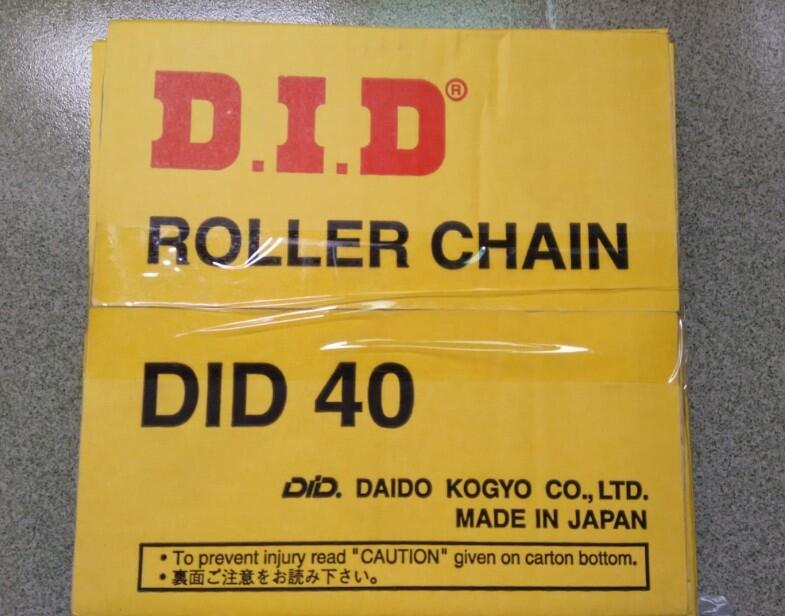 D.I.D®
ROLLER CHAIN
DID 40
DID. DAIDO KOGYO CO., LTD.
MADE IN JAPAN
• To prevent injury read "CAUTION" given on carton bottom.
• 裏面ご注意をお読み下さい。